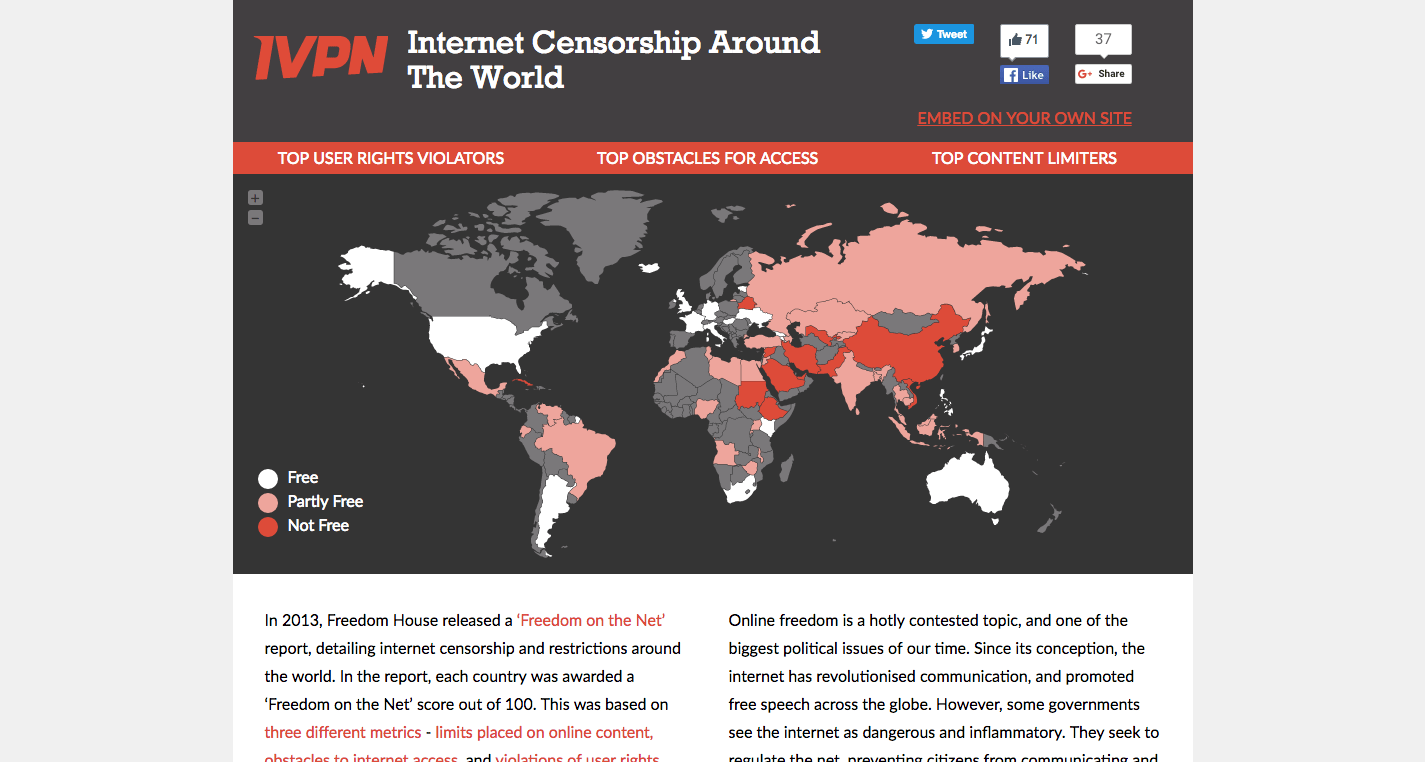 IVPN
Internet Censorship Around
The World
Tweet
71
Like
37
G+ Share
EMBED ON YOUR OWN SITE
TOP USER RIGHTS VIOLATORS
TOP OBSTACLES FOR ACCESS
TOP CONTENT LIMITERS
+
−
Free
Partly Free
Not Free
In 2013, Freedom House released a ‘Freedom on the Net’
report, detailing internet censorship and restrictions around
the world. In the report, each country was awarded a
‘Freedom on the Net’ score out of 100. This was based on
three different metrics - limits placed on online content,
obstacles to internet access, and violations of user rights.
Online freedom is a hotly contested topic, and one of the
biggest political issues of our time. Since its conception, the
internet has revolutionised communication, and promoted
free speech across the globe. However, some governments
see the internet as dangerous and inflammatory. They seek to
regulate the net, preventing citizens from communicating and